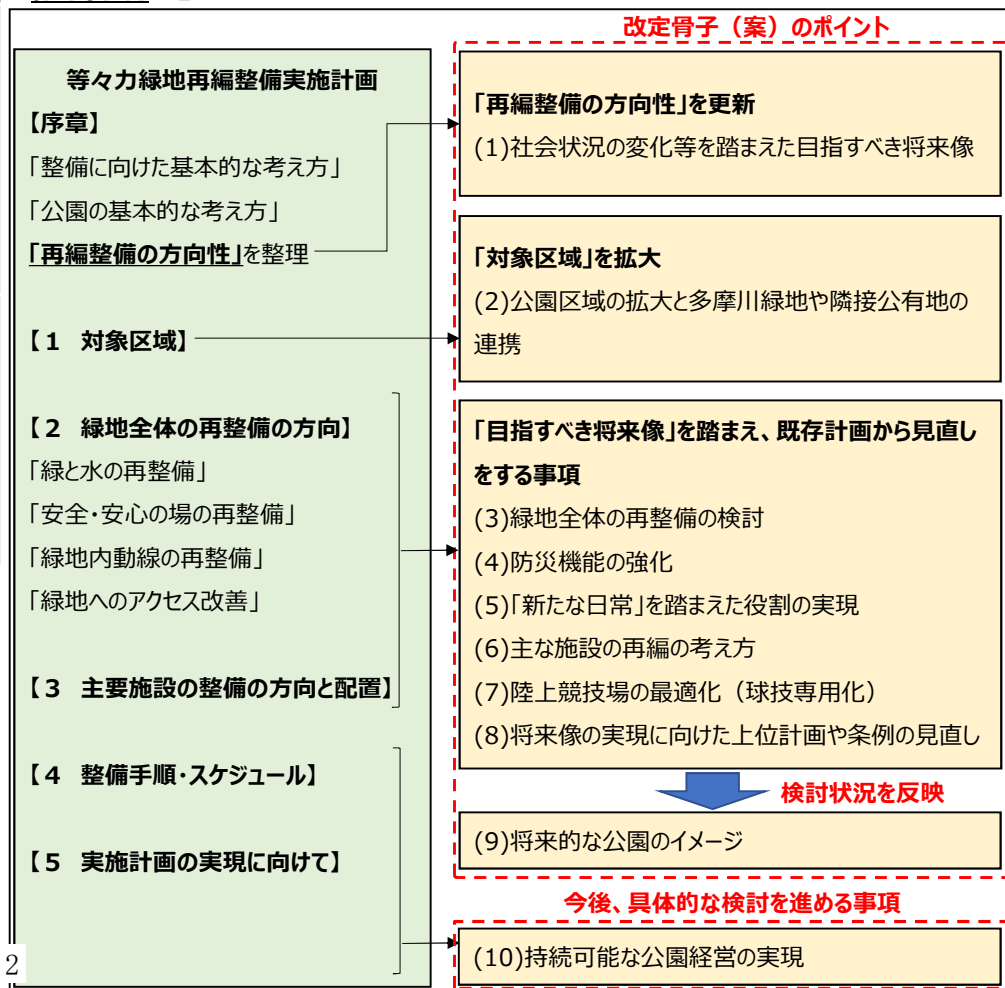 改定骨子（案）のポイント
等々力緑地再編整備実施計画
【序章】
「整備に向けた基本的な考え方」
「公園の基本的な考え方」
「再編整備の方向性」を整理
【１　対象区域】
【２　緑地全体の再整備の方向】
「緑と水の再整備」
「安全・安心の場の再整備」
「緑地内動線の再整備」
「緑地へのアクセス改善」
【３　主要施設の整備の方向と配置】
【４　整備手順・スケジュール】
【５　実施計画の実現に向けて】
「再編整備の方向性」を更新
(1)社会状況の変化等を踏まえた目指すべき将来像
「対象区域」を拡大
(2)公園区域の拡大と多摩川緑地や隣接公有地の
連携
「目指すべき将来像」を踏まえ、既存計画から見直し
をする事項
(3)緑地全体の再整備の検討
(4)防災機能の強化
(5)「新たな日常」を踏まえた役割の実現
(6)主な施設の再編の考え方
(7)陸上競技場の最適化（球技専用化）
(8)将来像の実現に向けた上位計画や条例の見直し
検討状況を反映
(9)将来的な公園のイメージ
今後、具体的な検討を進める事項
(10)持続可能な公園経営の実現
2